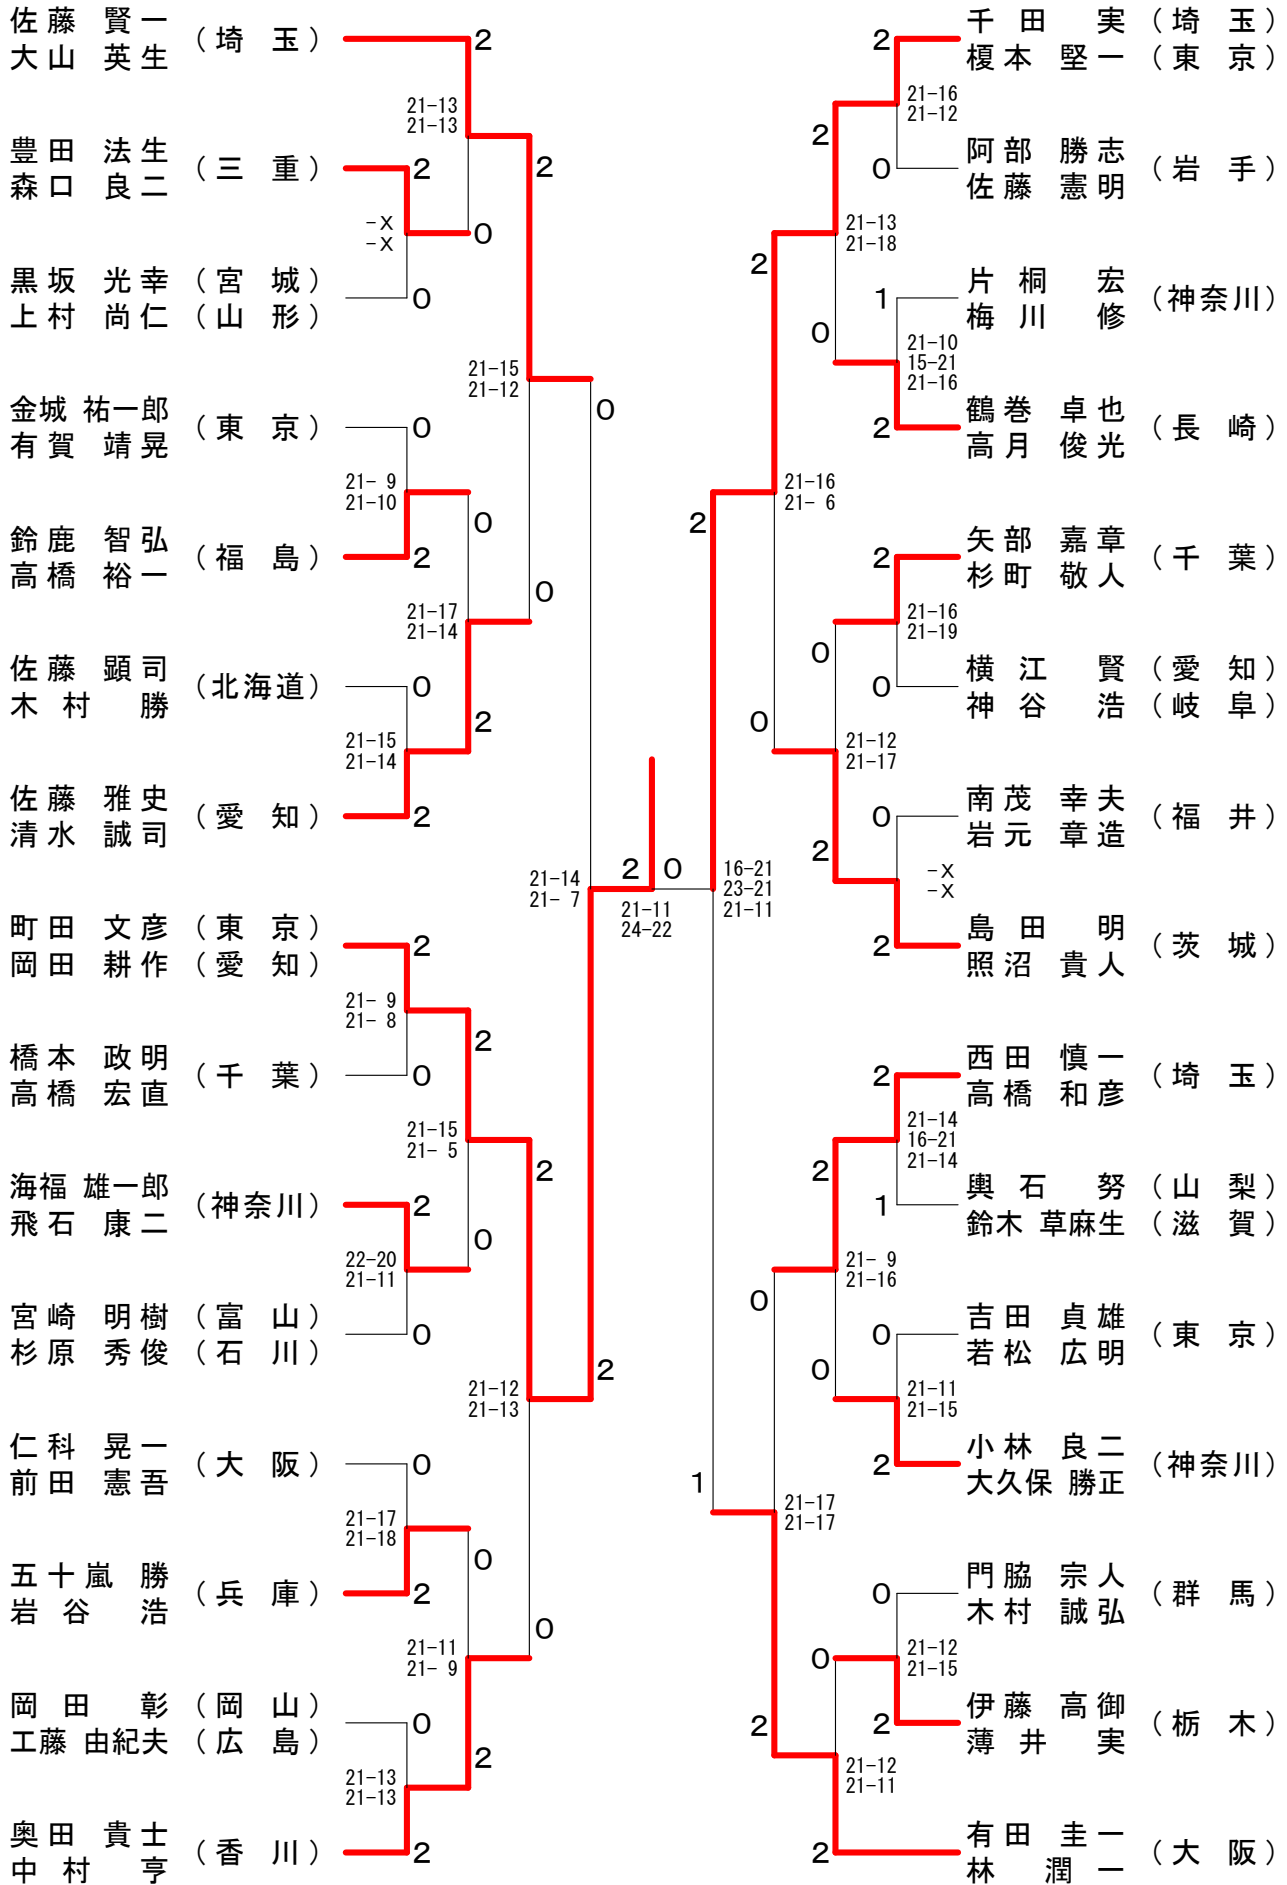 佐藤 賢一
大山 英生
（埼 玉）
2
21-13
21-13
豊田 法生
森口 良二
（三 重）
2
2
-X
-X
0
黒坂 光幸（宮 城）
上村 尚仁（山 形）
0
21-15
21-12
0
金城 祐一郎
有賀 靖晃
（東 京）
0
21- 9
21-10
0
鈴鹿 智弘
高橋 裕一
（福 島）
2
0
21-17
21-14
佐藤 顕司
木村 勝
（北海道）
0
2
21-15
21-14
佐藤 雅史
清水 誠司
（愛 知）
2
21-14
21- 7
2
0
21-11
24-22
町田 文彦（東 京）
岡田 耕作（愛 知）
2
21- 9
21- 8
2
橋本 政明
高橋 宏直
（千 葉）
0
21-15
21- 5
2
海福 雄一郎
飛石 康二
（神奈川）
2
0
22-20
21-11
宮崎 明樹（富 山）
杉原 秀俊（石 川）
0
2
21-12
21-13
仁科 晃一
前田 憲吾
（大 阪）
0
21-17
21-18
0
五十嵐 勝
岩谷 浩
（兵 庫）
2
0
21-11
21- 9
岡田 彰（岡 山）
工藤 由紀夫（広 島）
0
2
21-13
21-13
奥田 貴士
中村 亨
（香 川）
2
千田 実（埼 玉）
榎本 堅一（東 京）
2
21-16
21-12
2
阿部 勝志
佐藤 憲明
（岩 手）
0
21-13
21-18
2
片桐 宏
梅川 修
（神奈川）
1
0
21-10
15-21
21-16
鶴巻 卓也
高月 俊光
（長 崎）
2
21-16
21- 6
2
矢部 嘉章
杉町 敬人
（千 葉）
2
21-16
21-19
0
横江 賢（愛 知）
神谷 浩（岐 阜）
0
0
21-12
21-17
南茂 幸夫
岩元 章造
（福 井）
0
2
-X
-X
島田 明
照沼 貴人
（茨 城）
2
16-21
23-21
21-11
西田 慎一
高橋 和彦
（埼 玉）
2
21-14
16-21
21-14
2
輿石 努（山 梨）
鈴木 草麻生（滋 賀）
1
21- 9
21-16
0
吉田 貞雄
若松 広明
（東 京）
0
0
21-11
21-15
小林 良二
大久保 勝正
（神奈川）
2
1
21-17
21-17
門脇 宗人
木村 誠弘
（群 馬）
0
21-12
21-15
0
伊藤 高御
薄井 実
（栃 木）
2
2
21-12
21-11
有田 圭一
林 潤一
（大 阪）
2